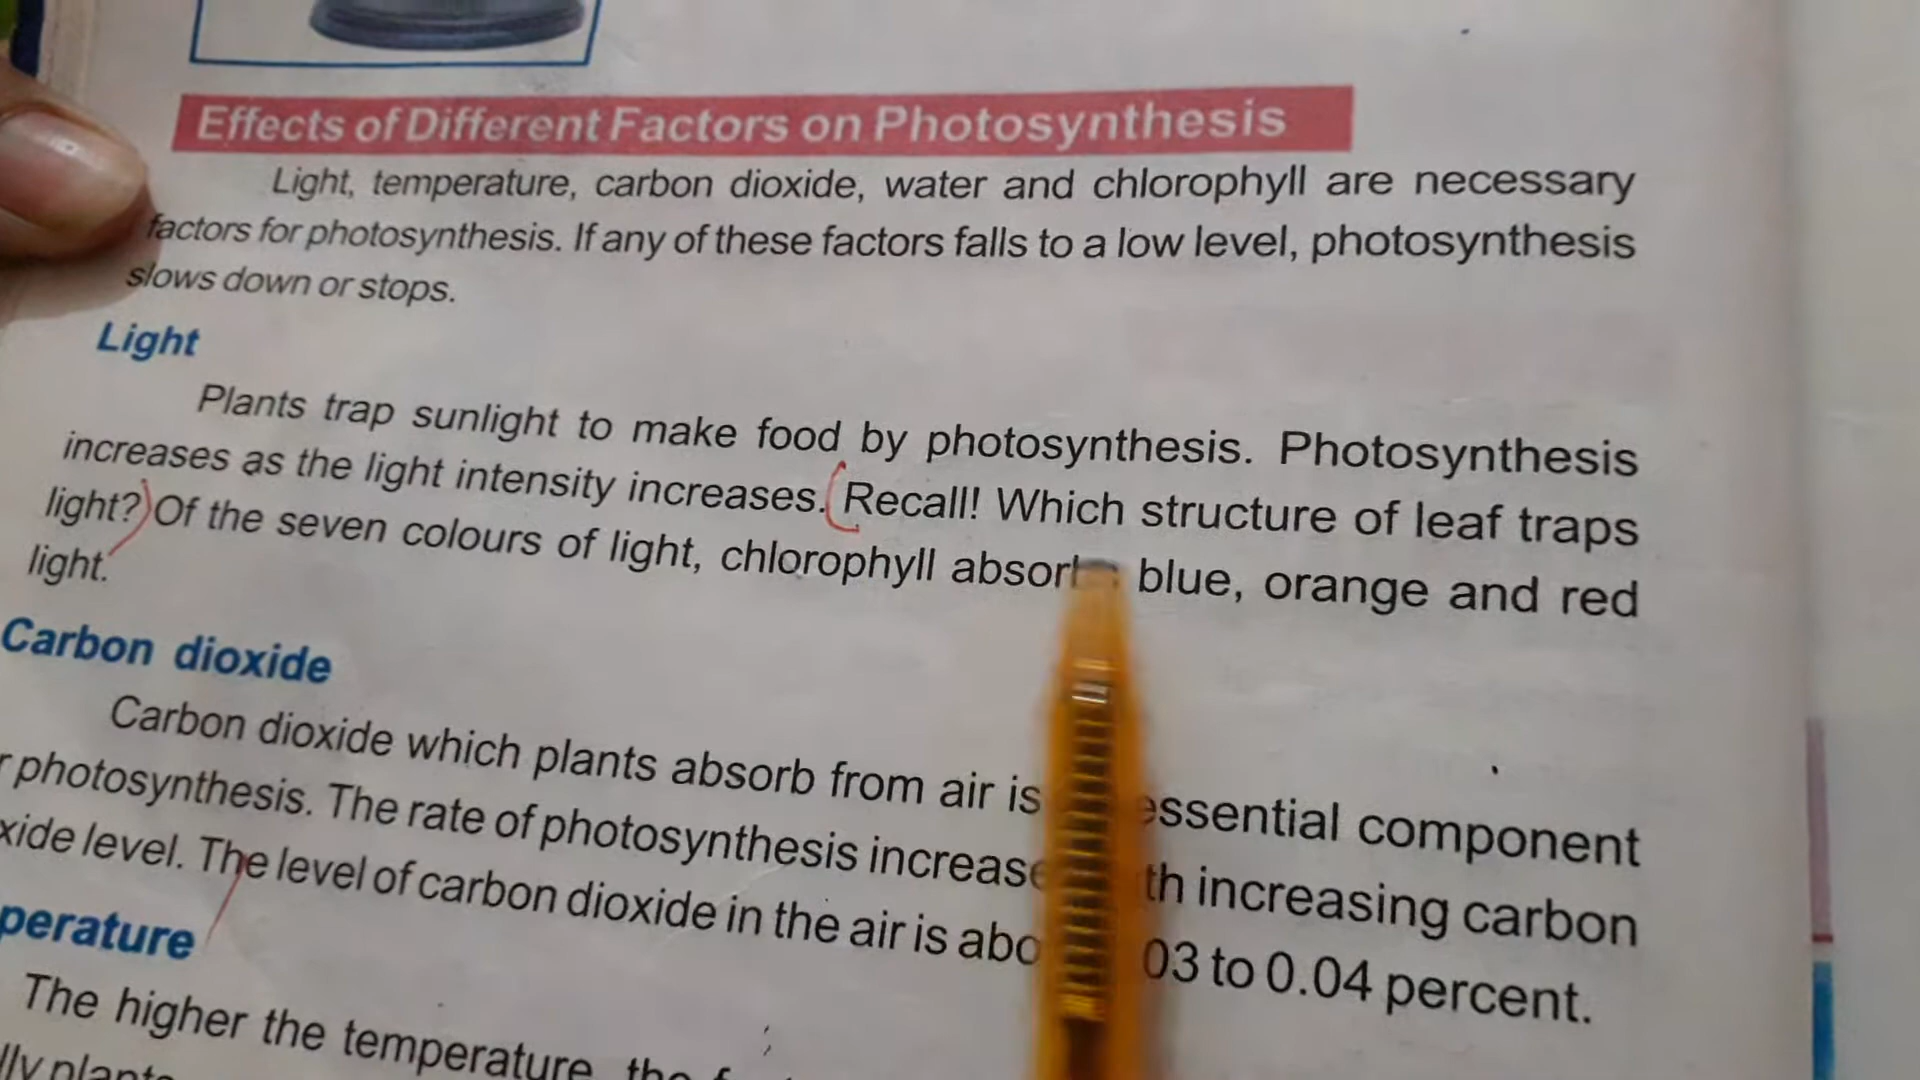 Effects of Different Factors on Photosynthesis
Light, temperature, carbon dioxide, water and chlorophyll are necessary
factors for photosynthesis. If any of these factors falls to a low level, photosynthesis
slows down or stops.
Light
Plants trap sunlight to make food by photosynthesis. Photosynthesis
increases as the light intensity increases. Recall! Which structure of leaf traps
light? Of the seven colours of light, chlorophyll absorbs blue, orange and red
light.
Carbon dioxide
Carbon dioxide which plants absorb from air is essential component
photosynthesis. The rate of photosynthesis increase increasing carbon
level. The level of carbon dioxide in the air is 03 to 0.04 percent.
The higher the temperature, the